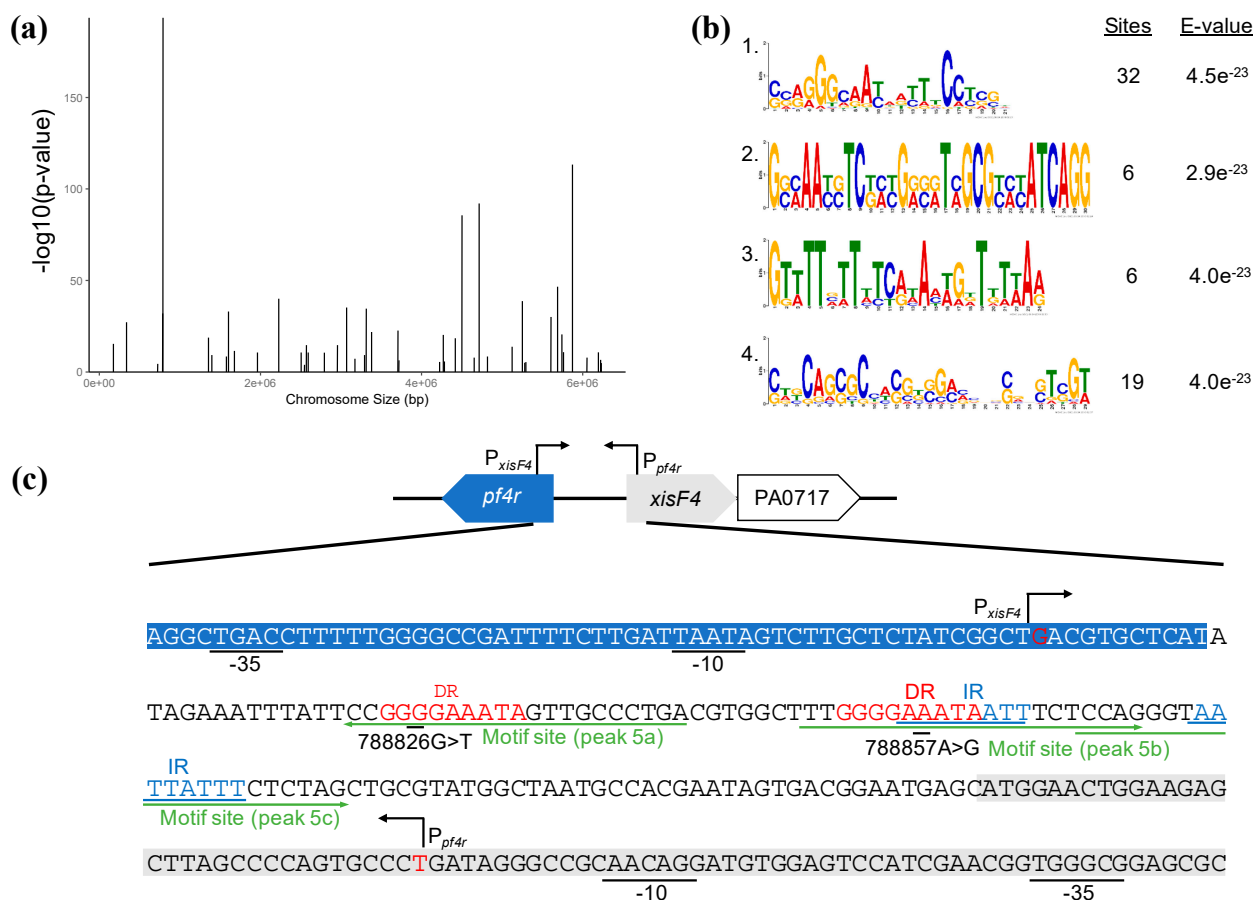 (a)
-log10(p-value)
150
100
50
0
0e+00
2e+06
4e+06
6e+06
Chromosome Size (bp)
(b)
Sites
E-value
1.
32
4.5e-23
2.
6
2.9e-23
3.
6
4.0e-23
4.
19
4.0e-23
(c)
PxisF4
Ppf4r
pf4r
xisF4
PA0717
PxisF4
AGGCTGACCTTTTTGGGGCCGATTTTCTTGATTAATAGTCTTGCTCTATCGGCTGACGTGCTCATA
-35
-10
DR
DR
IR
TAGAAATTTATTCCGGGGAAATAGTTGCCCTGACGTGGCTTTGGGGAAATAATTTCTCCAGGGTAA
788826G>T
Motif site (peak 5a)
788857A>G
Motif site (peak 5b)
IR
TTATTTCTCTAGCTGCGTATGGCTAATGCCACGAATAGTGACGGAATGAGCATGGAACTGGAAGAG
Motif site (peak 5c)
Ppf4r
CTTAGCCCCAGTGCCCTGATAGGGCCGCAACAGGATGTGGAGTCCATCGAACGGTGGGCGGAGCGC
-10
-35